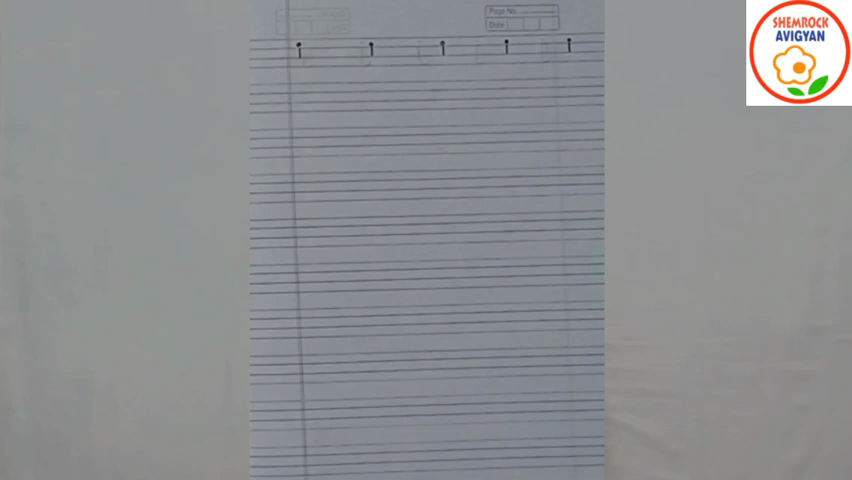 Page No.
Date
i i i i i
SHEMROCK
AVIGYAN